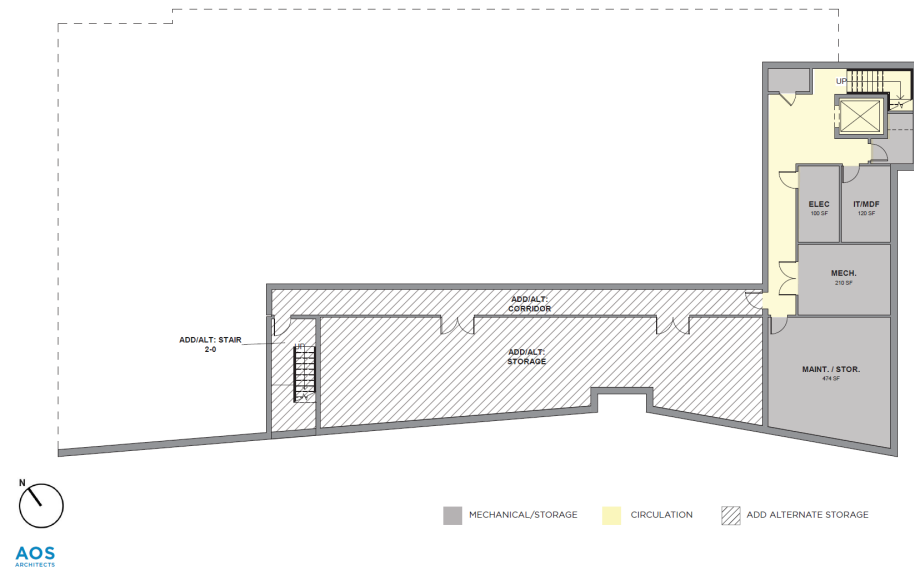 UP
ELEC
100 SF
IT/MDF
120 SF
MECH.
210 SF
ADD/ALT:
CORRIDOR
ADD/ALT: STAIR
2-0
UP
ADD/ALT:
STORAGE
MAINT. / STOR.
474 SF
N
MECHANICAL/STORAGE
CIRCULATION
ADD ALTERNATE STORAGE
AOS
ARCHITECTS